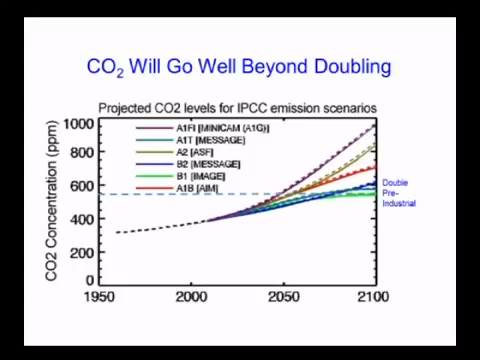 CO2 Will Go Well Beyond Doubling
Projected CO2 levels for IPCC emission scenarios
1000
800
600
400
200
0
CO2 Concentration (ppm)
A1FI [MINICAM (A1G)]
A1T [MESSAGE]
A2 [ASF]
B2 [MESSAGE]
B1 [IMAGE]
A1B [AIM]
Double
Pre-
Industrial
1950
2000
2050
2100